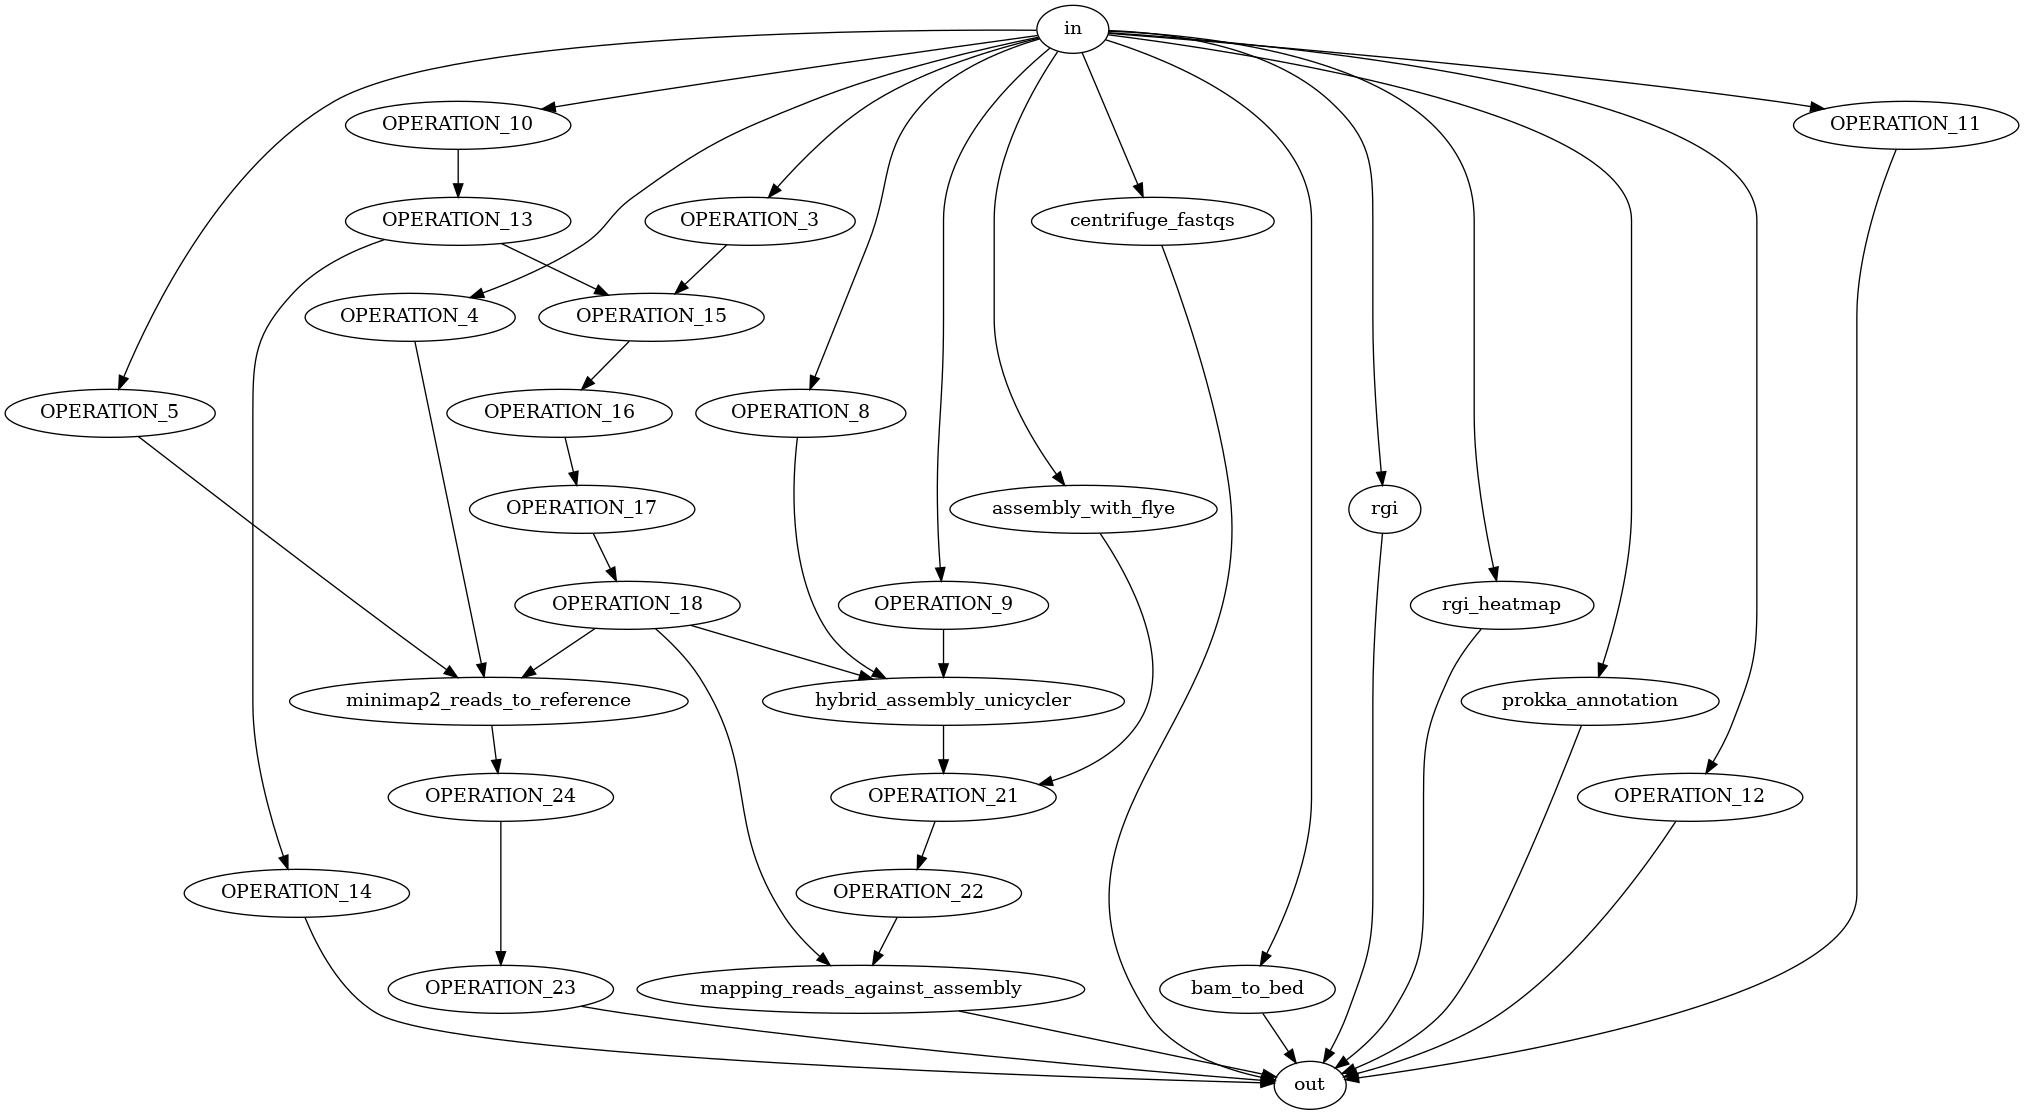 in
OPERATION_10
OPERATION_11
OPERATION_13
OPERATION_3
centrifuge_fastqs
OPERATION_4
OPERATION_15
OPERATION_5
OPERATION_16
OPERATION_8
OPERATION_17
assembly_with_flye
rgi
OPERATION_18
OPERATION_9
rgi_heatmap
minimap2_reads_to_reference
hybrid_assembly_unicycler
prokka_annotation
OPERATION_24
OPERATION_21
OPERATION_12
OPERATION_14
OPERATION_22
OPERATION_23
mapping_reads_against_assembly
bam_to_bed
out